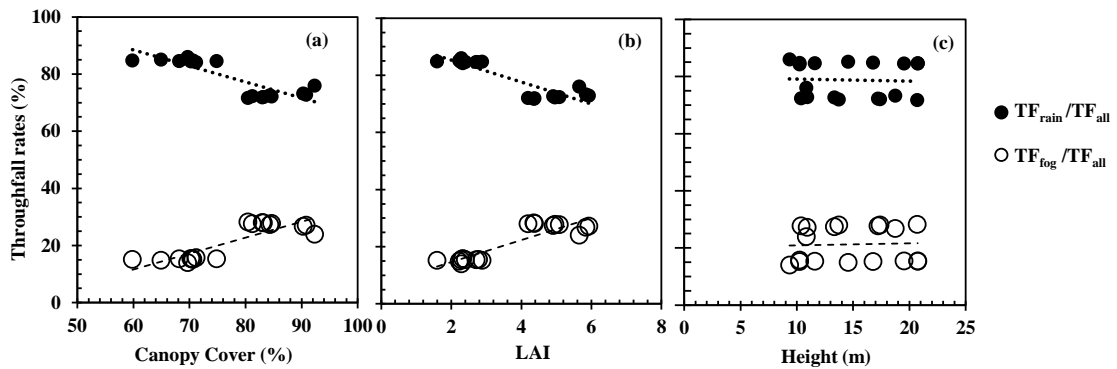 100
80
60
40
20
0
Throughfall rates (%)
(a)
50 60 70 80 90 100
Canopy Cover (%)
(b)
0 2 4 6 8
LAI
(c)
0 5 10 15 20 25
Height (m)
TFrain/TFall
TFfog/TFall